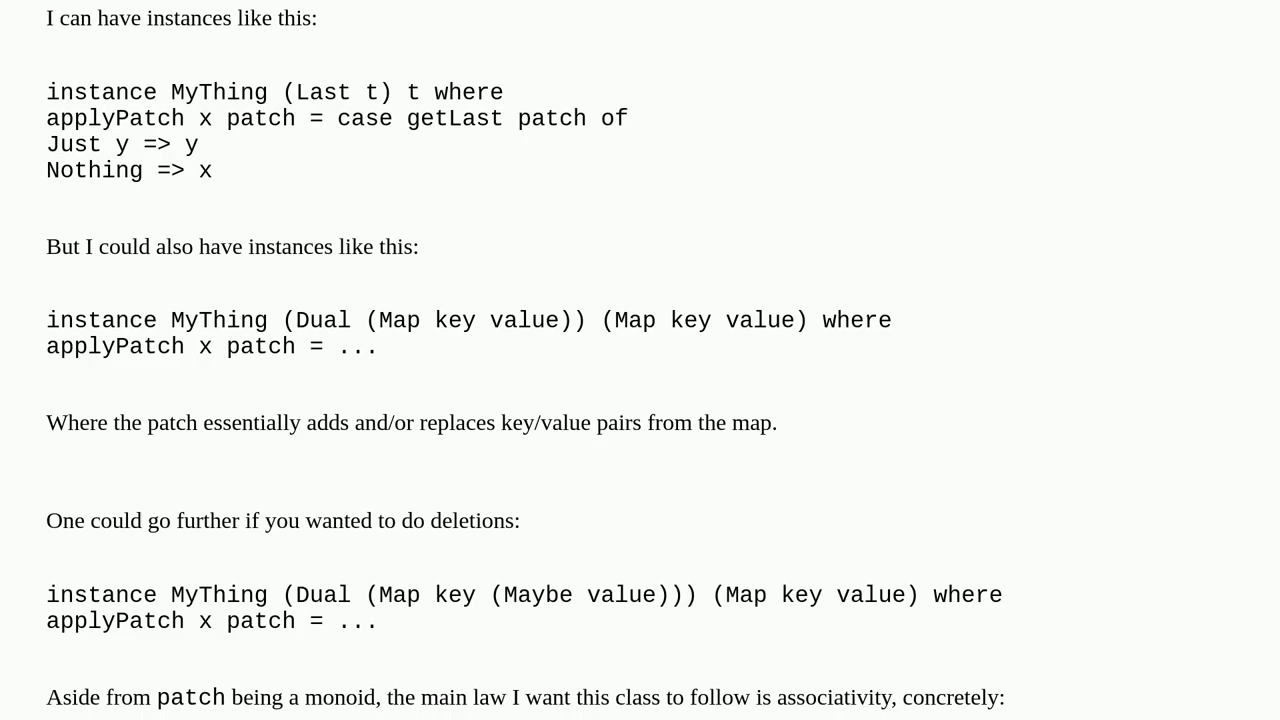 I can have instances like this:
instance MyThing (Last t) t where
applyPatch x patch = case getLast patch of
Just y => y
Nothing => x
But I could also have instances like this:
instance MyThing (Dual (Map key value)) (Map key value) where
applyPatch x patch = ...
Where the patch essentially adds and/or replaces key/value pairs from the map.
One could go further if you wanted to do deletions:
instance MyThing (Dual (Map key (Maybe value))) (Map key value) where
applyPatch x patch = ...
Aside from patch being a monoid, the main law I want this class to follow is associativity, concretely: